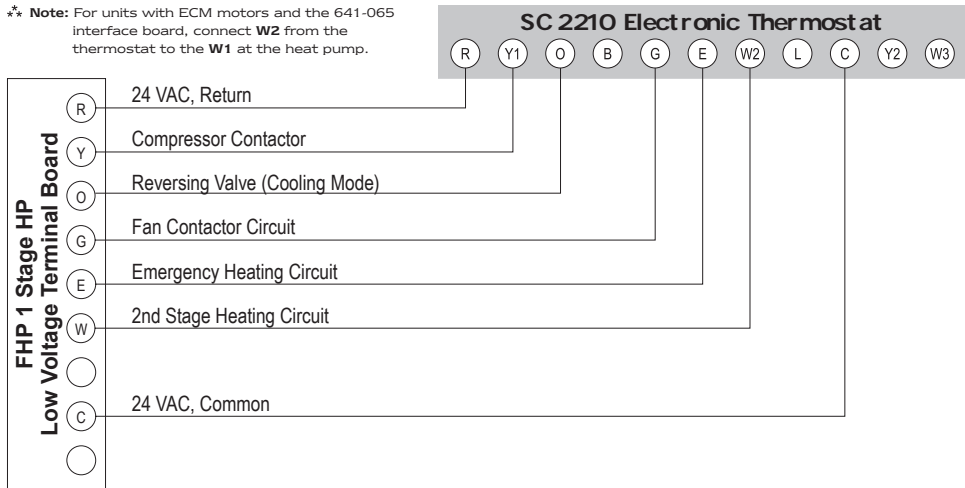 ⁂ Note: For units with ECM motors and the 641-065
interface board, connect W2 from the
thermostat to the W1 at the heat pump.
SC 2210 Electronic Thermostat
R Y1 O B G E W2 L C Y2 W3
FHP 1 Stage HP
Low Voltage Terminal Board
R 24 VAC, Return
Y Compressor Contactor
O Reversing Valve (Cooling Mode)
G Fan Contactor Circuit
E Emergency Heating Circuit
W 2nd Stage Heating Circuit
C 24 VAC, Common